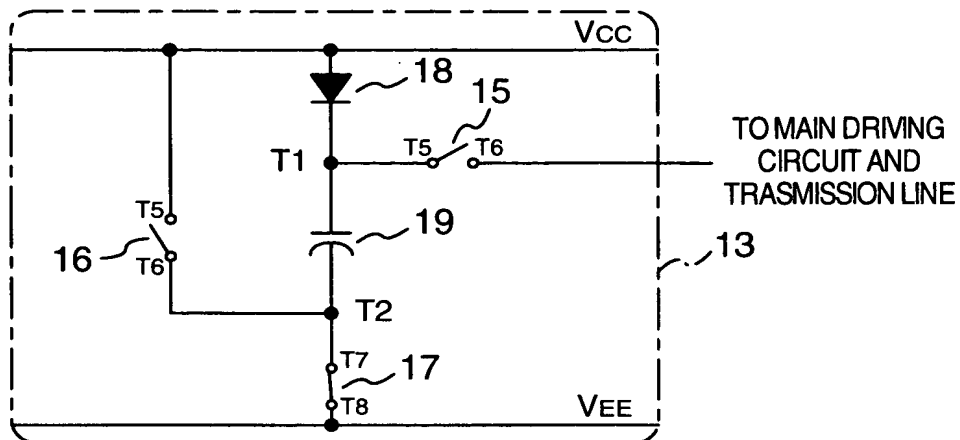 VCC
18
15
T1
T5
T6
TO MAIN DRIVING
CIRCUIT AND
TRASMISSION LINE
T5
19
16
T6
13
T2
T7
17
T8
VEE